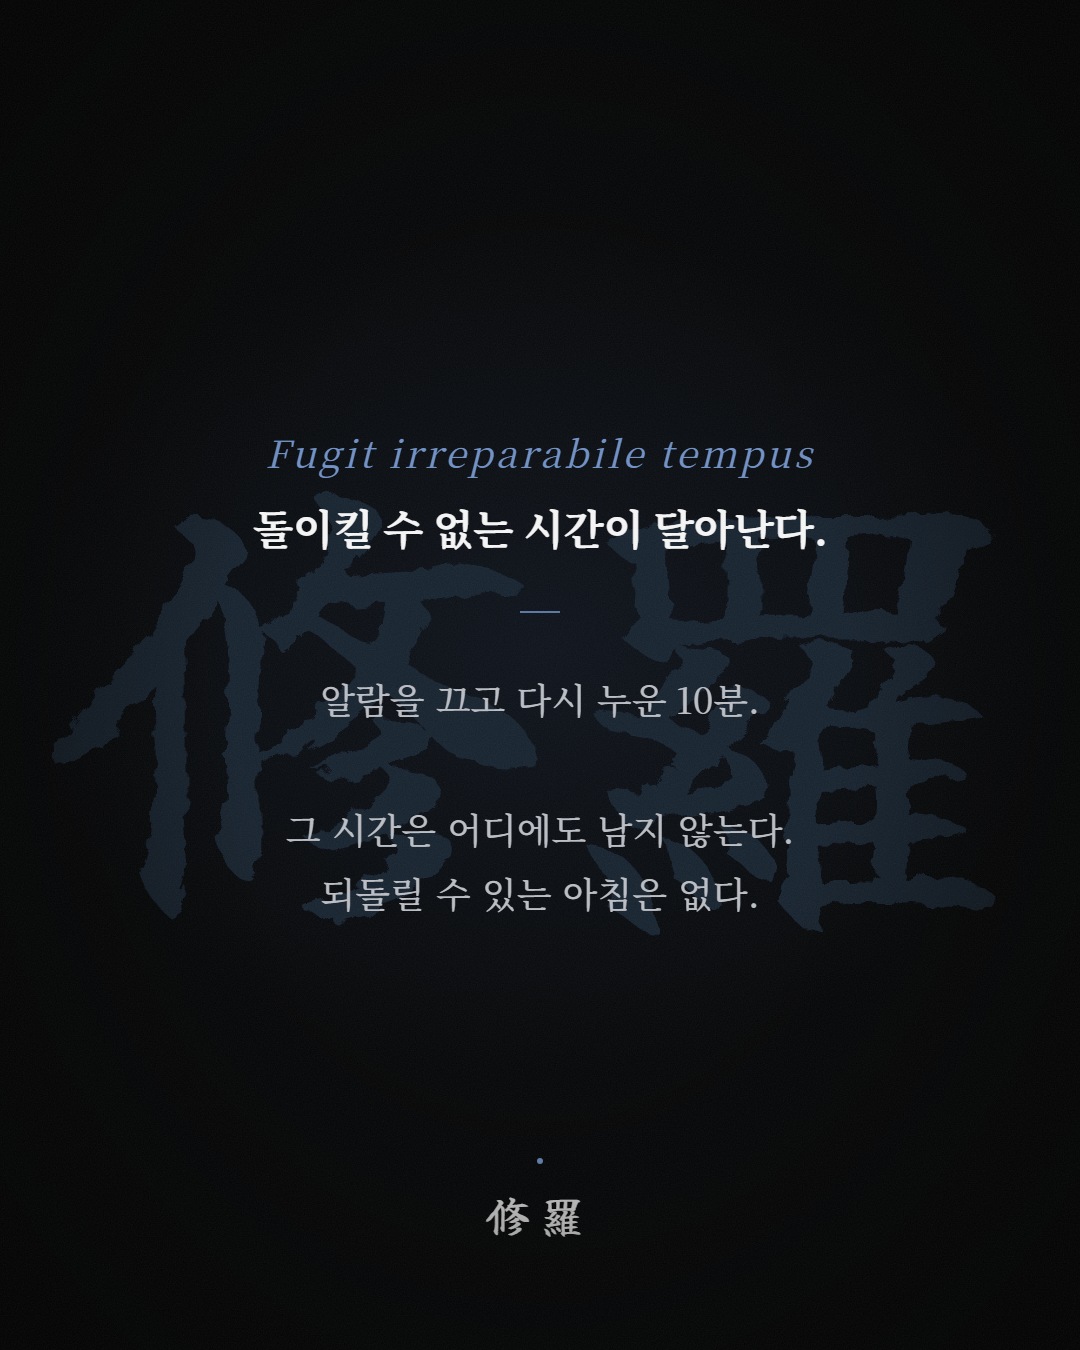 Fugit irreparabile tempus
돌이킬 수 없는 시간이 달아난다.
修羅
알람을 끄고 다시 누운 10분.
그 시간은 어디에도 남지 않는다.
되돌릴 수 있는 아침은 없다.
修羅